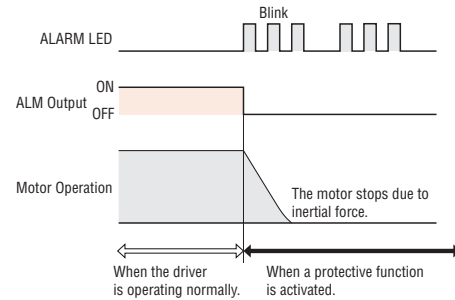 Blink
ALARM LED
ON
ALM Output
OFF
Motor Operation
The motor stops due to
inertial force.
When the driver
is operating normally.
When a protective function
is activated.